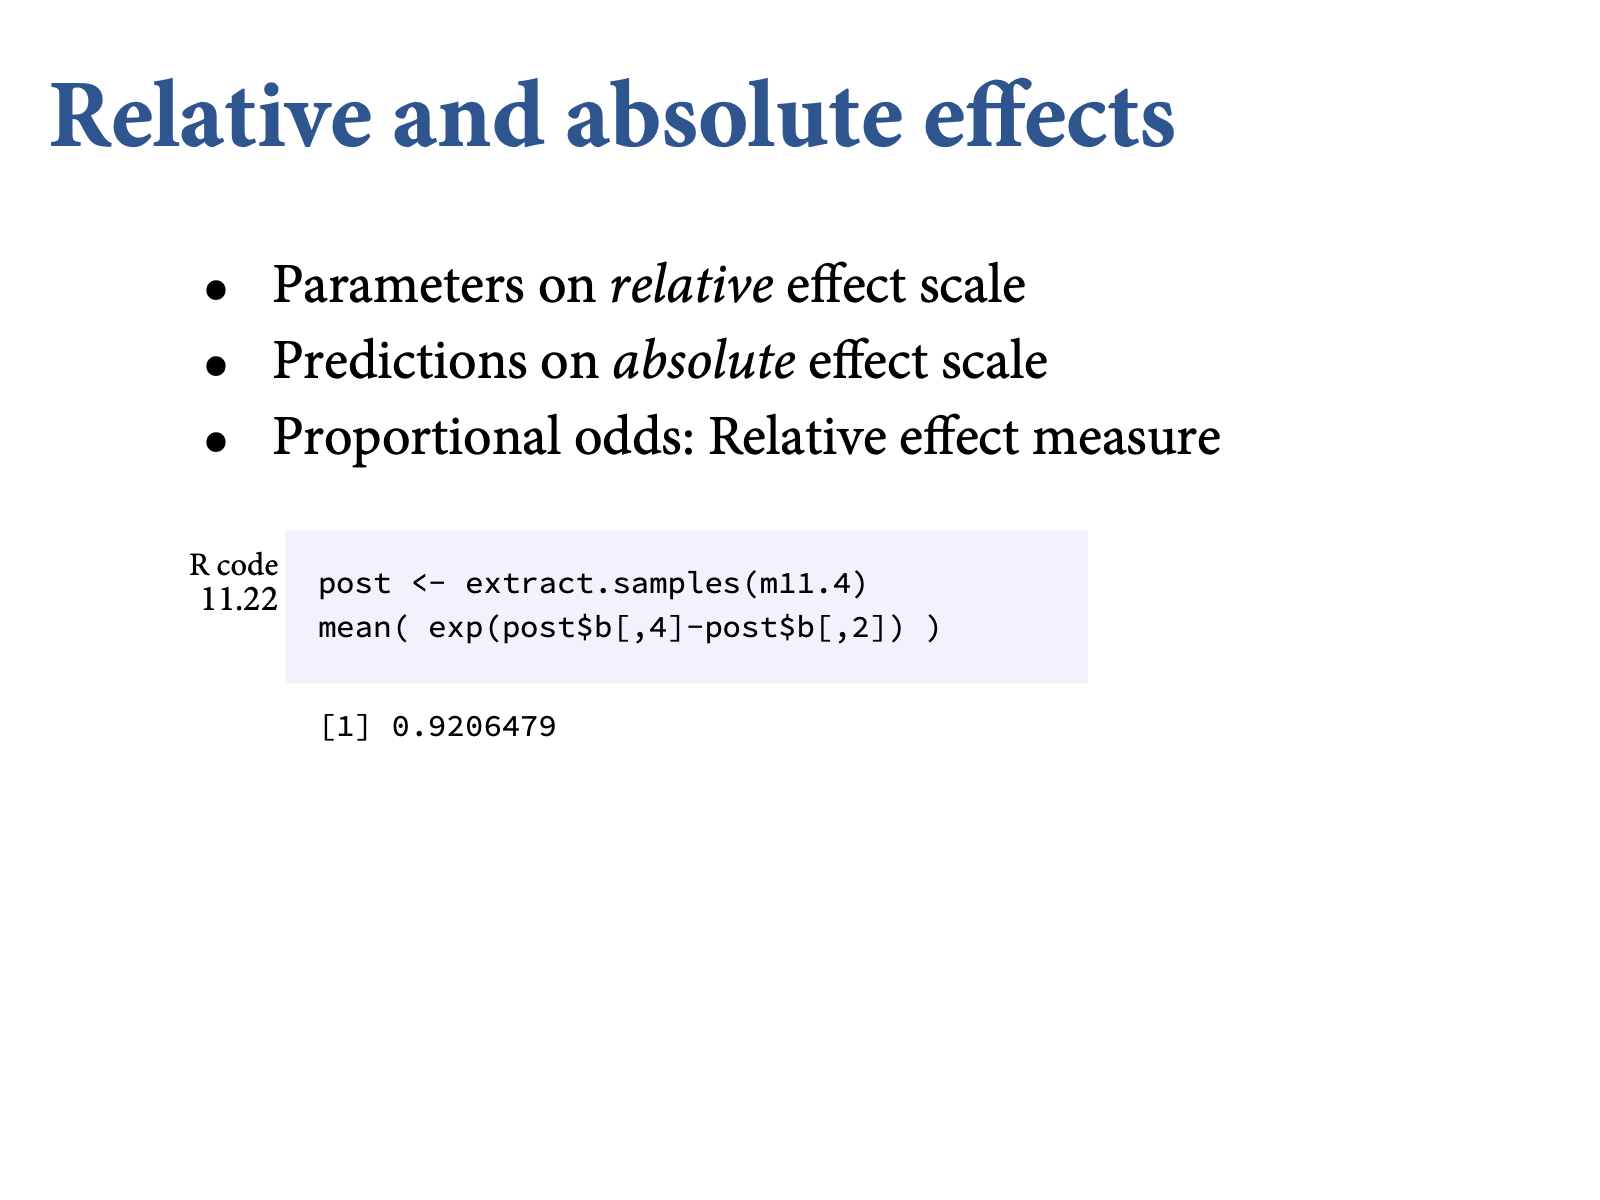 Relative and absolute effects
• Parameters on relative effect scale
• Predictions on absolute effect scale
• Proportional odds: Relative effect measure
R code
11.22
post <- extract.samples(m11.4)
mean( exp(post$b[,4]-post$b[,2]) )
[1] 0.9206479